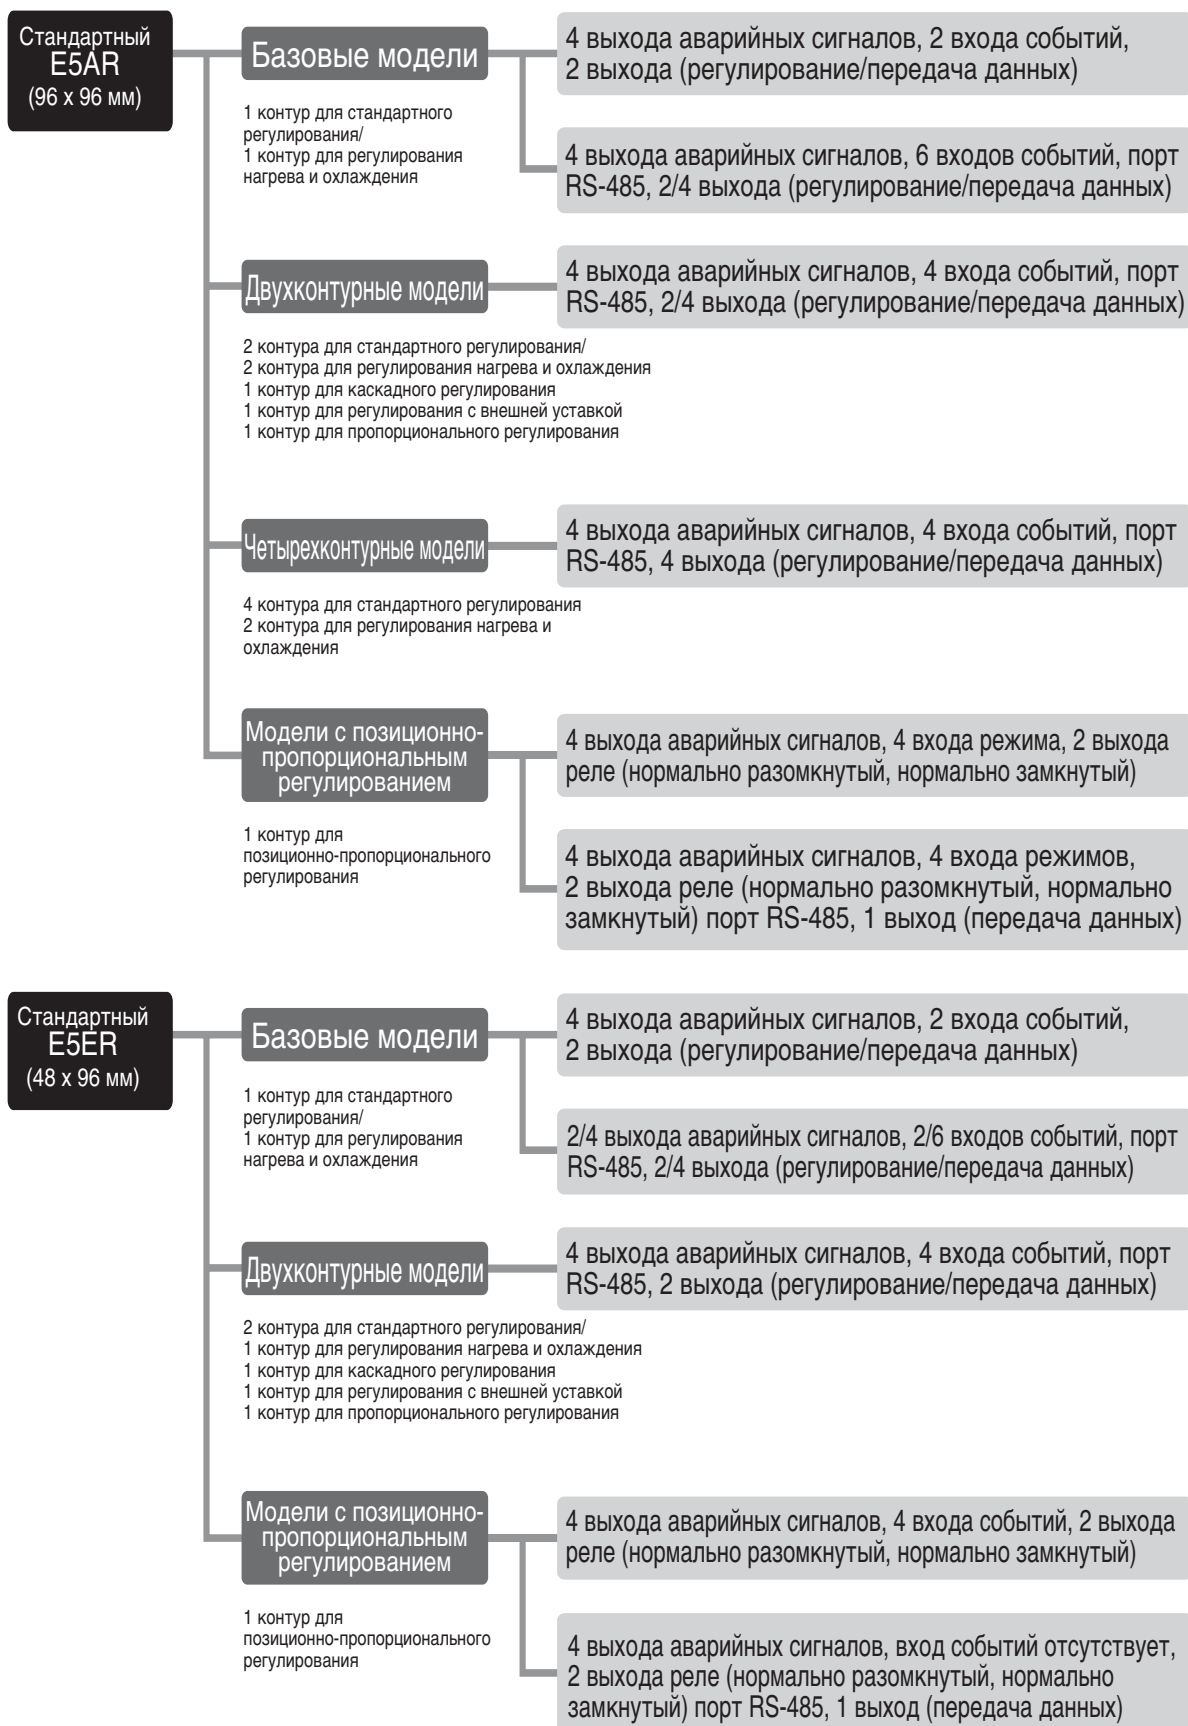 Стандартный
E5AR
(96 x 96 мм)
Базовые модели
1 контур для стандартного
регулирования/
1 контур для регулирования
нагрева и охлаждения
4 выхода аварийных сигналов, 2 входа событий,
2 выхода (регулирование/передача данных)
4 выхода аварийных сигналов, 6 входов событий, порт
RS-485, 2/4 выхода (регулирование/передача данных)
Двухконтурные модели
2 контура для стандартного регулирования/
2 контура для регулирования нагрева и охлаждения
1 контур для каскадного регулирования
1 контур для регулирования с внешней уставкой
1 контур для пропорционального регулирования
4 выхода аварийных сигналов, 4 входа событий, порт
RS-485, 2/4 выхода (регулирование/передача данных)
Четырехконтурные модели
4 контура для стандартного регулирования
2 контура для регулирования нагрева и
охлаждения
4 выхода аварийных сигналов, 4 входа событий, порт
RS-485, 4 выхода (регулирование/передача данных)
Модели с позиционно-
пропорциональным
регулированием
1 контур для
позиционно-пропорционального
регулирования
4 выхода аварийных сигналов, 4 входа режима, 2 выхода
реле (нормально разомкнутый, нормально замкнутый)
4 выхода аварийных сигналов, 4 входа режимов,
2 выхода реле (нормально разомкнутый, нормально
замкнутый) порт RS-485, 1 выход (передача данных)
Стандартный
E5ER
(48 x 96 мм)
Базовые модели
1 контур для стандартного
регулирования/
1 контур для регулирования
нагрева и охлаждения
4 выхода аварийных сигналов, 2 входа событий,
2 выхода (регулирование/передача данных)
2/4 выхода аварийных сигналов, 2/6 входов событий, порт
RS-485, 2/4 выхода (регулирование/передача данных)
Двухконтурные модели
2 контура для стандартного регулирования/
1 контур для регулирования нагрева и охлаждения
1 контур для каскадного регулирования
1 контур для регулирования с внешней уставкой
1 контур для пропорционального регулирования
4 выхода аварийных сигналов, 4 входа событий, порт
RS-485, 2 выхода (регулирование/передача данных)
Модели с позиционно-
пропорциональным
регулированием
1 контур для
позиционно-пропорционального
регулирования
4 выхода аварийных сигналов, 4 входа событий, 2 выхода
реле (нормально разомкнутый, нормально замкнутый)
4 выхода аварийных сигналов, вход событий отсутствует,
2 выхода реле (нормально разомкнутый, нормально
замкнутый) порт RS-485, 1 выход (передача данных)